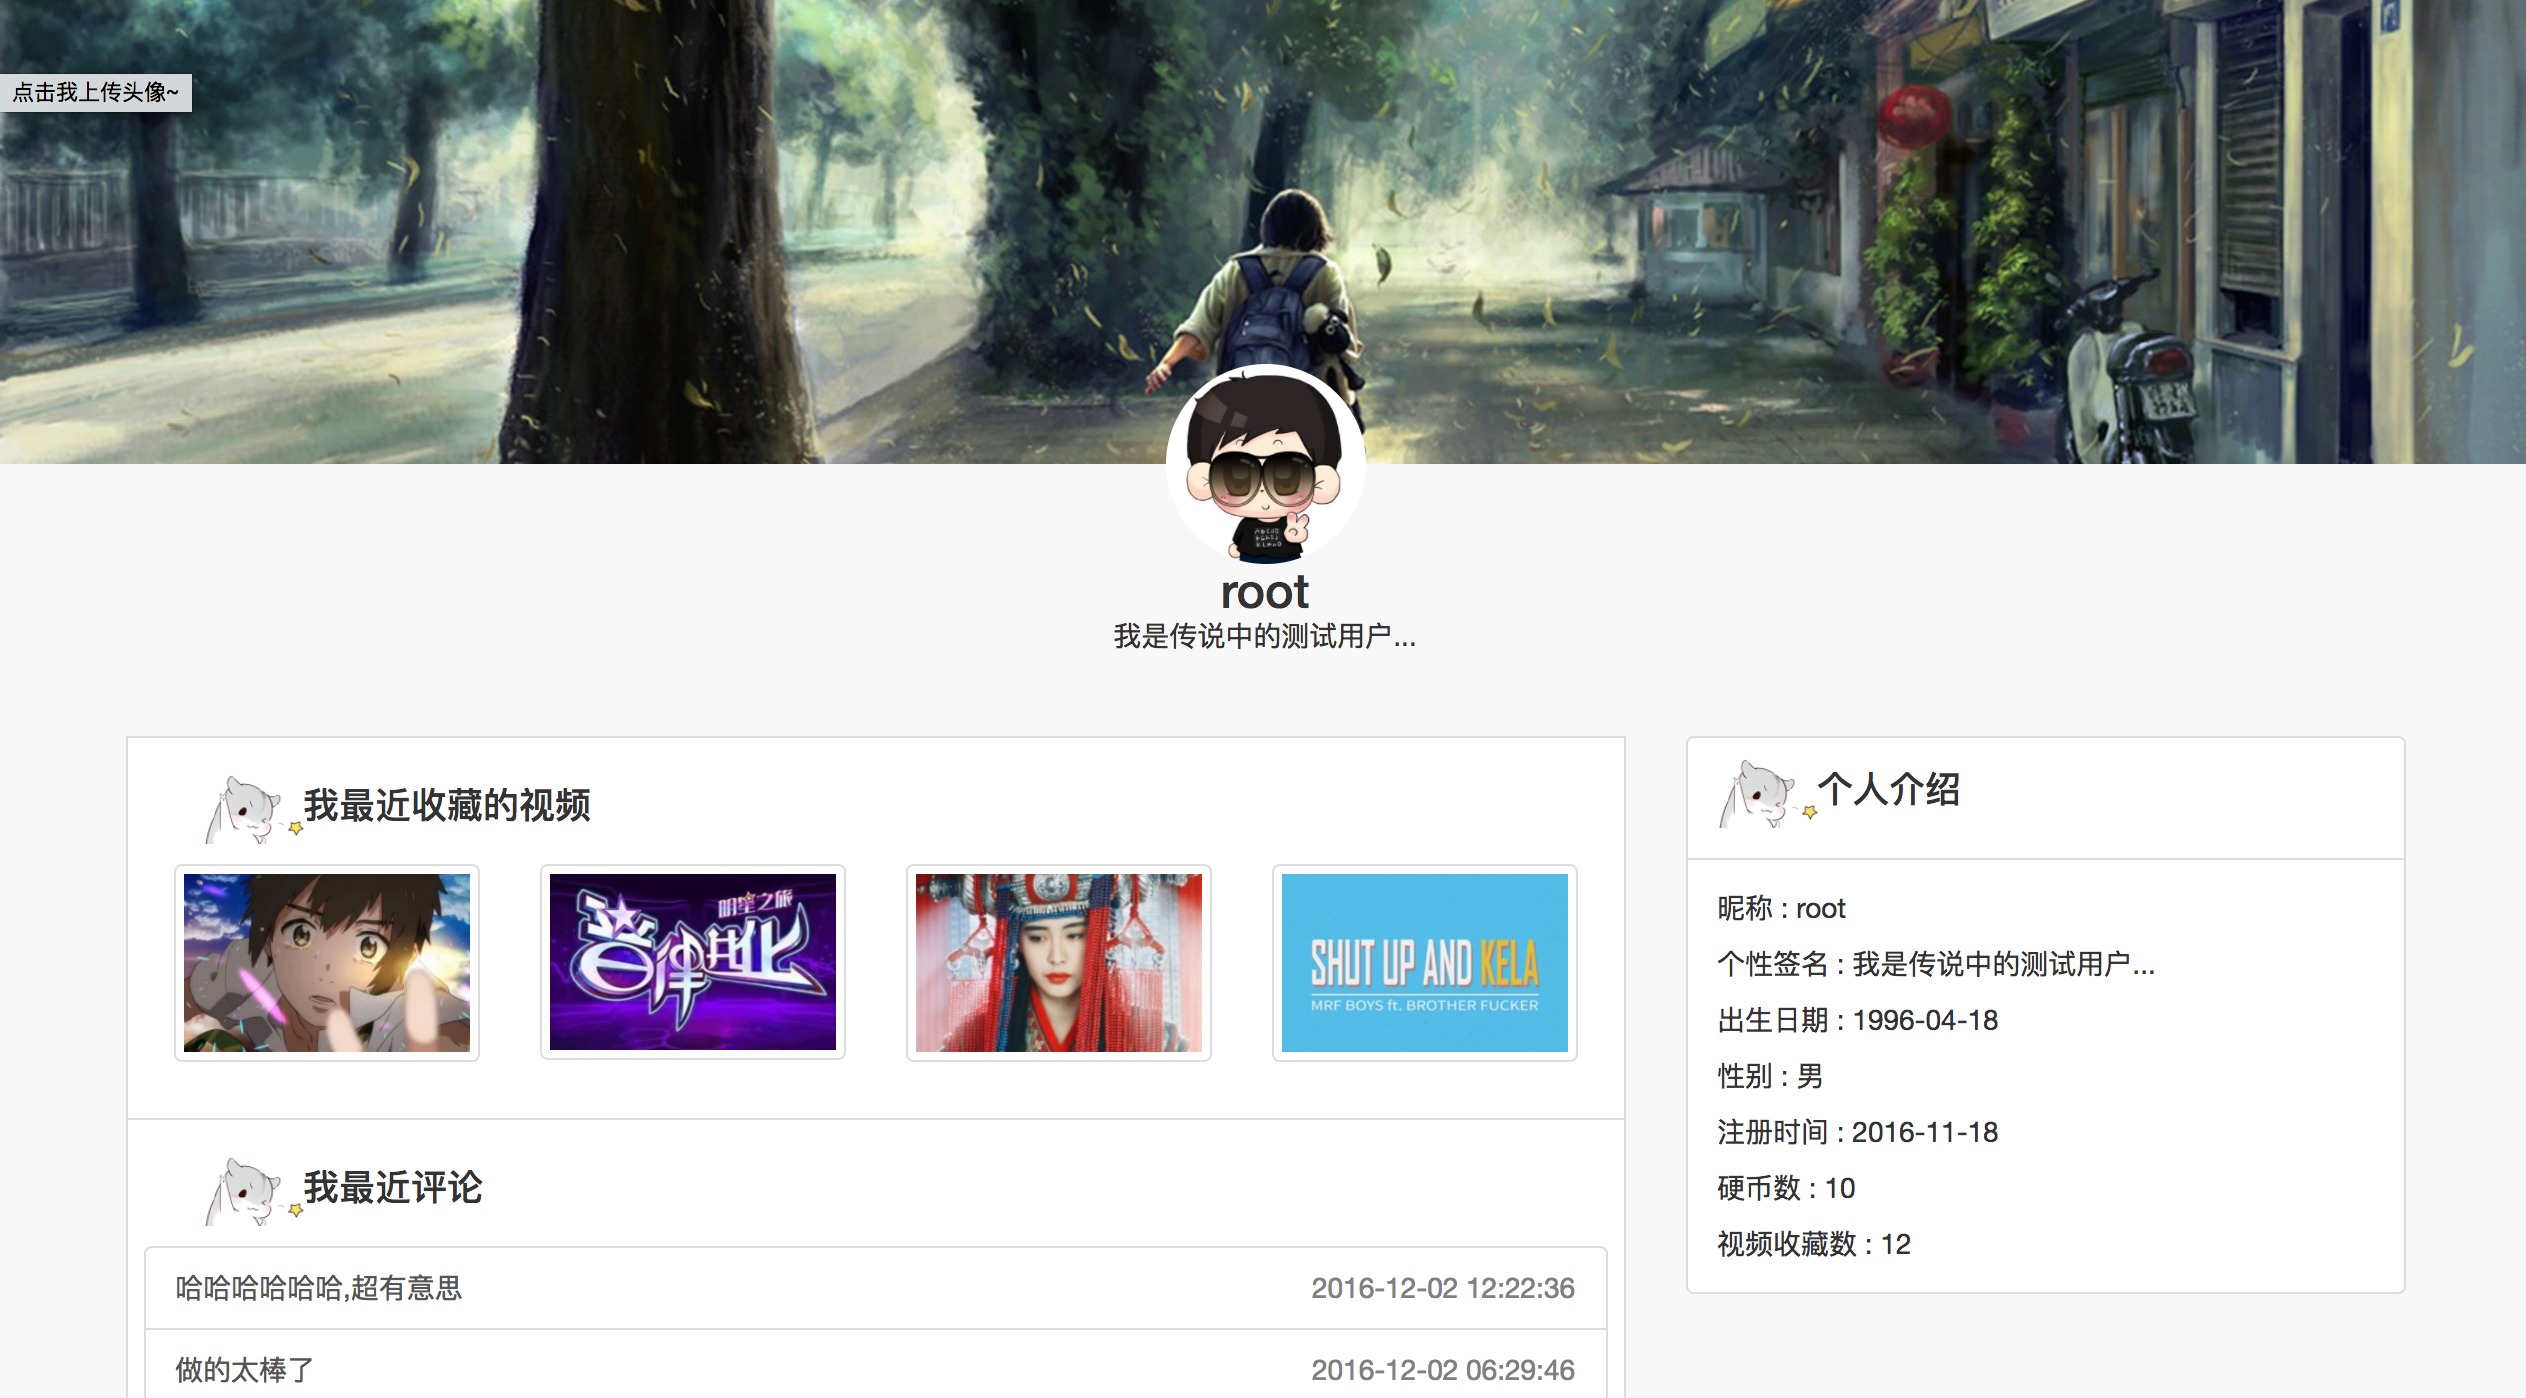 点击我上传头像~
root
我是传说中的测试用户...
我最近收藏的视频
明星之旅
音伴进化
SHUT UP AND KELA
MRF BOYS ft. BROTHER FUCKER
我最近评论
哈哈哈哈哈哈,超有意思 2016-12-02 12:22:36
做的太棒了 2016-12-02 06:29:46
个人介绍
昵称 : root
个性签名 : 我是传说中的测试用户...
出生日期 : 1996-04-18
性别 : 男
注册时间 : 2016-11-18
硬币数 : 10
视频收藏数 : 12